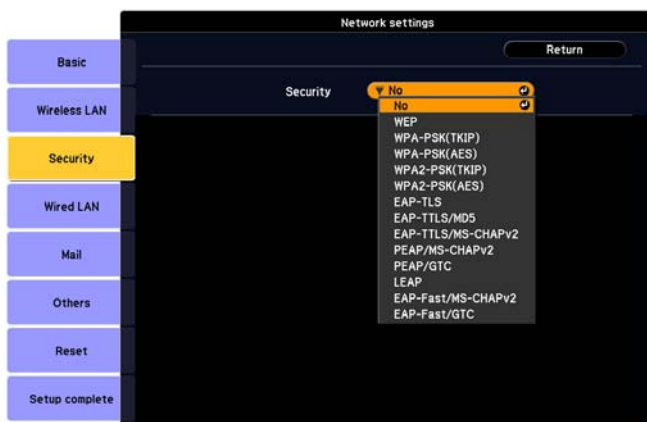 Network settings
Return
Basic
Wireless LAN
Security
Wired LAN
Mail
Others
Reset
Setup complete
Security
No
No
WEP
WPA-PSK(TKIP)
WPA-PSK(AES)
WPA2-PSK(TKIP)
WPA2-PSK(AES)
EAP-TLS
EAP-TTLS/MD5
EAP-TTLS/MS-CHAPv2
PEAP/MS-CHAPv2
PEAP/GTC
LEAP
EAP-Fast/MS-CHAPv2
EAP-Fast/GTC